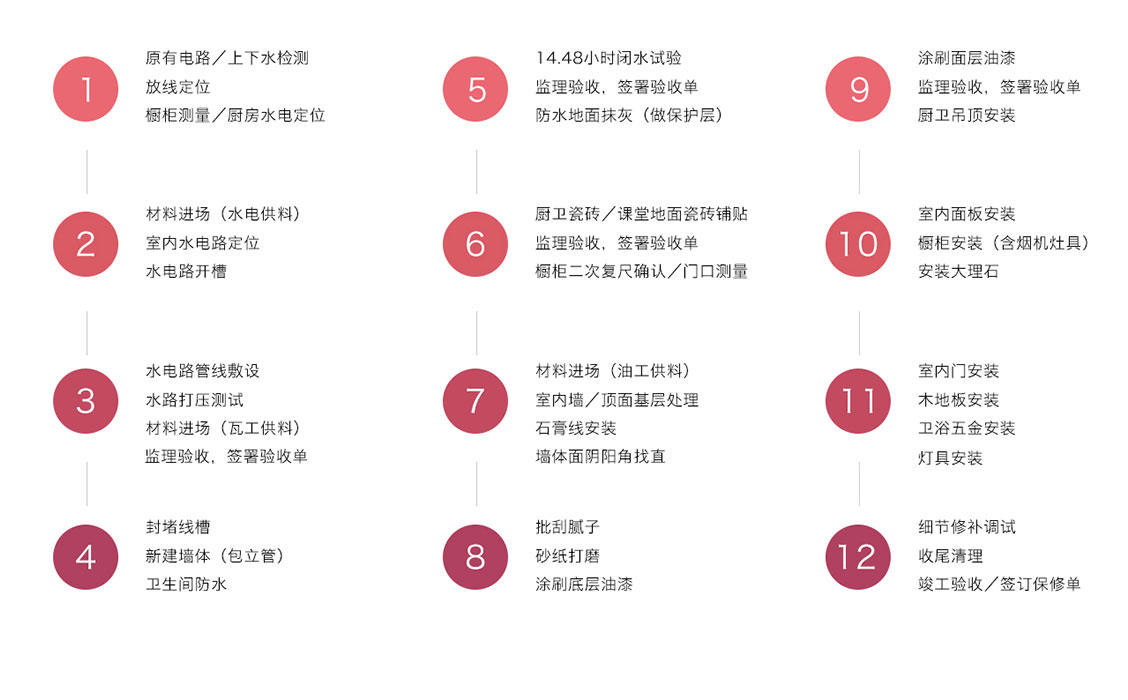 1
原有电路／上下水检测
放线定位
橱柜测量／厨房水电定位
2
材料进场（水电供料）
室内水电路定位
水电路开槽
3
水电路管线敷设
水路打压测试
材料进场（瓦工供料）
监理验收，签署验收单
4
封堵线槽
新建墙体（包立管）
卫生间防水
5
14.48小时闭水试验
监理验收，签署验收单
防水地面抹灰（做保护层）
6
厨卫瓷砖／课堂地面瓷砖铺贴
监理验收，签署验收单
橱柜二次复尺确认／门口测量
7
材料进场（油工供料）
室内墙／顶面基层处理
石膏线安装
墙体面阴阳角找直
8
批刮腻子
砂纸打磨
涂刷底层油漆
9
涂刷面层油漆
监理验收，签署验收单
厨卫吊顶安装
10
室内面板安装
橱柜安装（含烟机灶具）
安装大理石
11
室内门安装
木地板安装
卫浴五金安装
灯具安装
12
细节修补调试
收尾清理
竣工验收／签订保修单